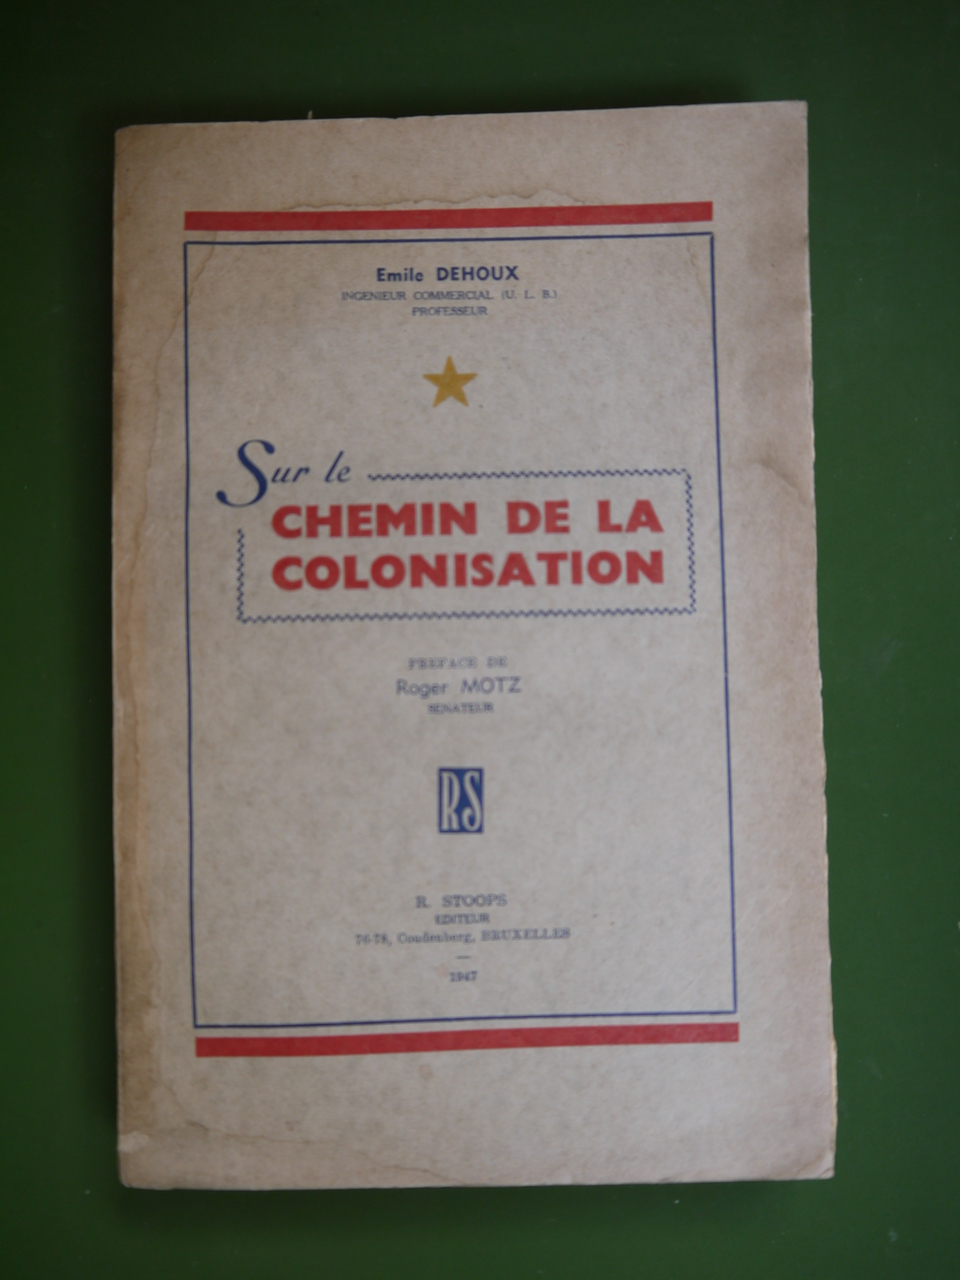 Emile DEHOUX
INGENIEUR COMMERCIAL (U. L. B.)
PROFESSEUR
Sur le
CHEMIN DE LA
COLONISATION
PREFACE DE
Roger MOTZ
SENATEUR
RS
R. STOOPS
EDITEUR
76-78, Coudenberg, BRUXELLES
—
1947